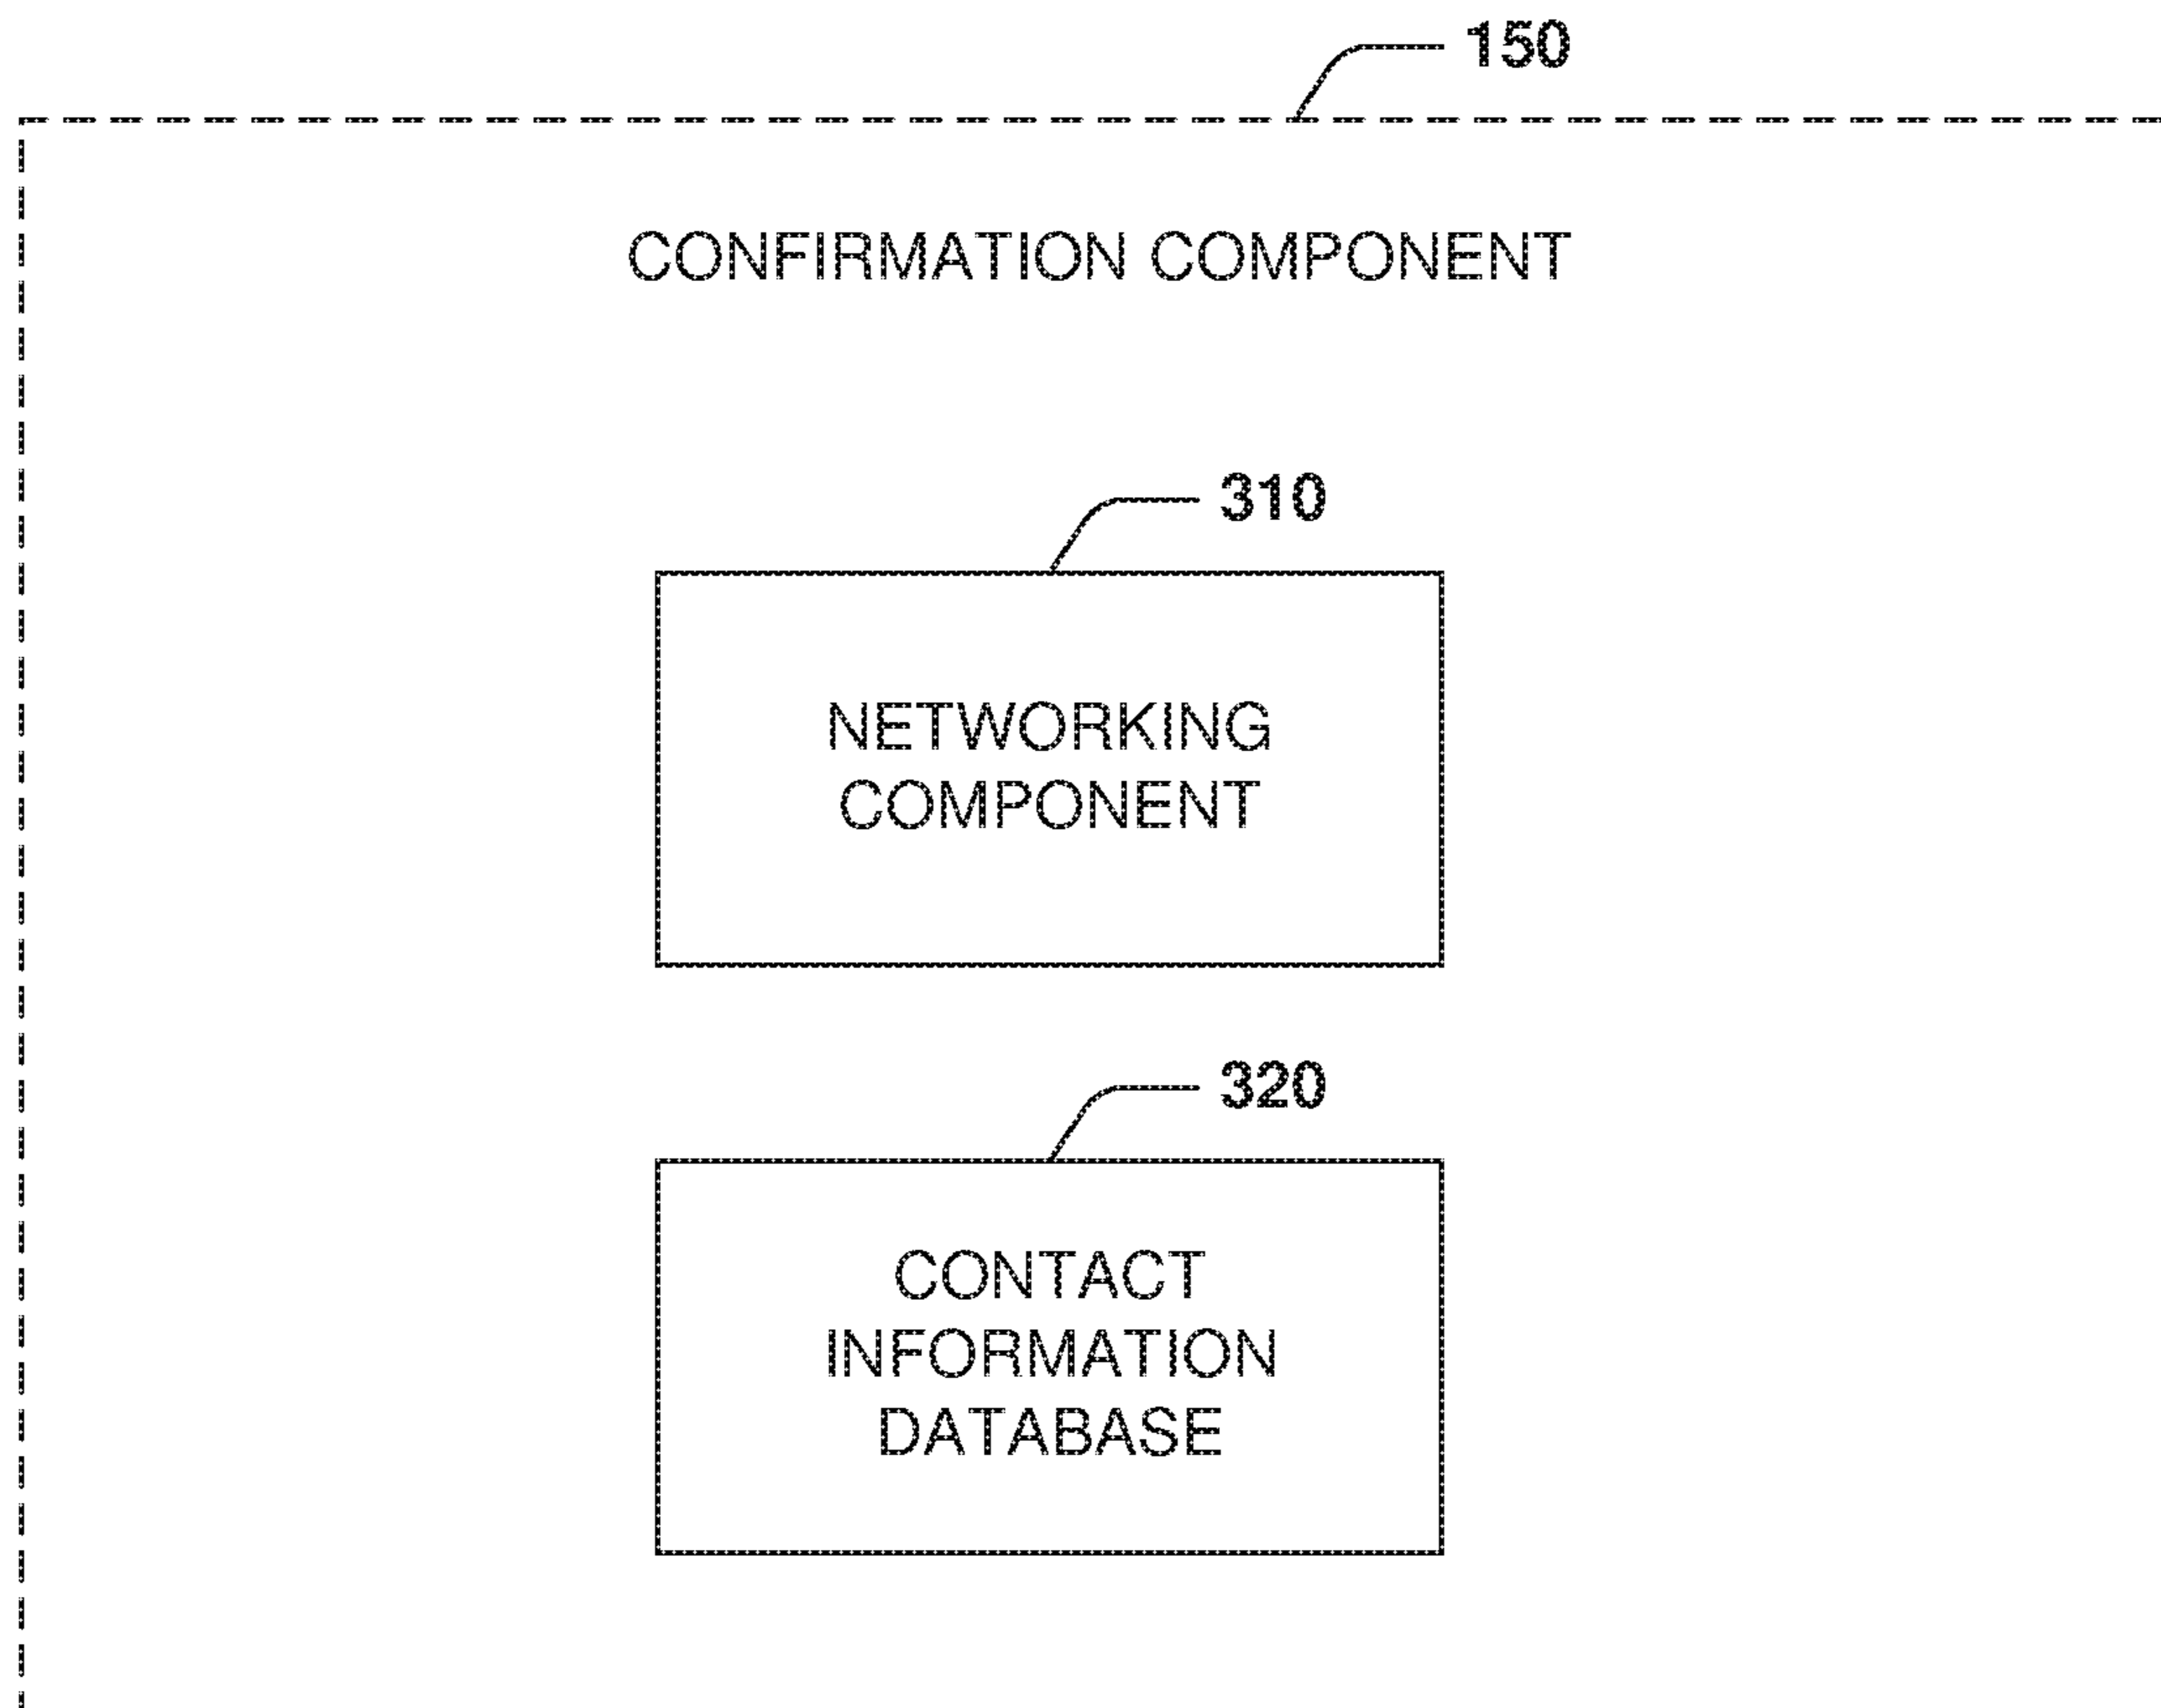 150
CONFIRMATION COMPONENT
310
NETWORKING
COMPONENT
320
CONTACT
INFORMATION
DATABASE